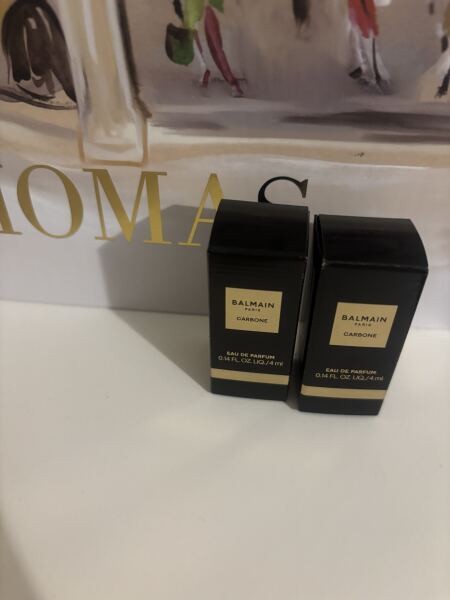 OMAS
BALMAIN
PARIS
CARBONE
EAU DE PARFUM
0.14 FL. OZ. LIQ./4 ml
BALMAIN
PARIS
CARBONE
EAU DE PARFUM
0.14 FL. OZ. LIQ./4 ml